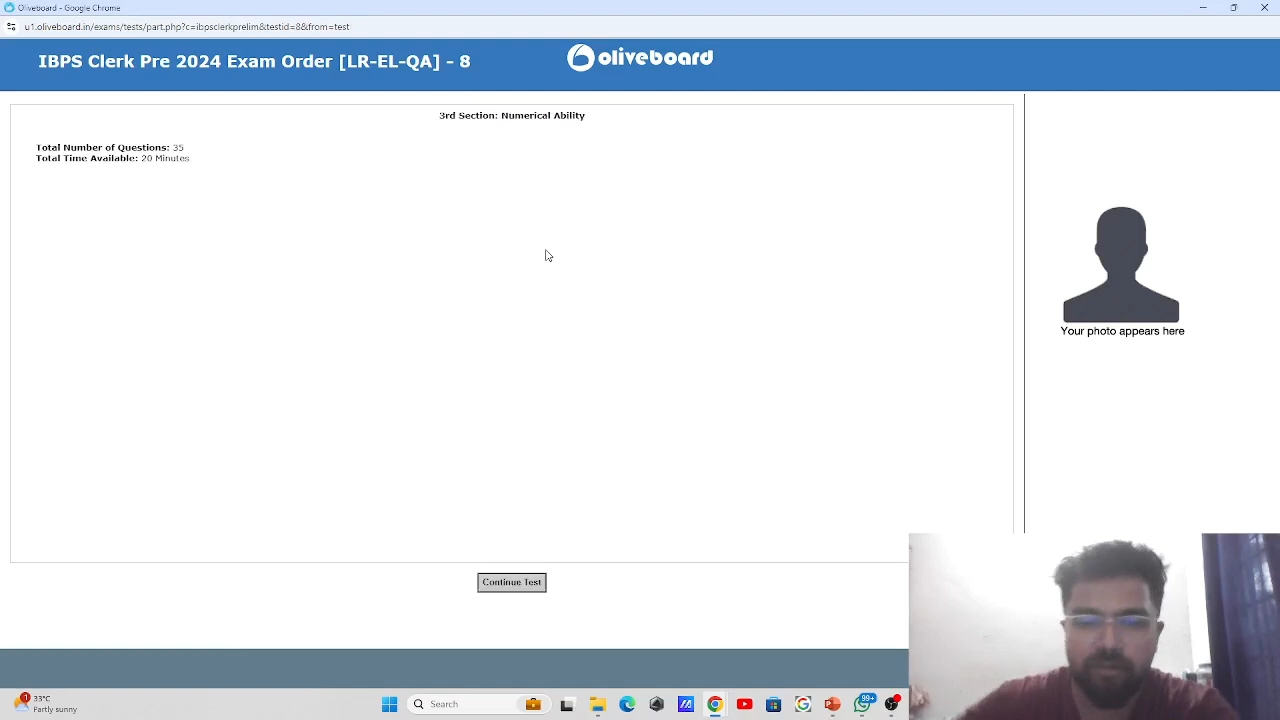 Oliveboard - Google Chrome
u1.oliveboard.in/exams/tests/part.php?c=ibpsclerkprelim&testid=8&from=test
IBPS Clerk Pre 2024 Exam Order [LR-EL-QA] - 8
oliveboard
3rd Section: Numerical Ability
Total Number of Questions: 35
Total Time Available: 20 Minutes
Your photo appears here
Continue Test
1
33°C
Partly sunny
Search
99+